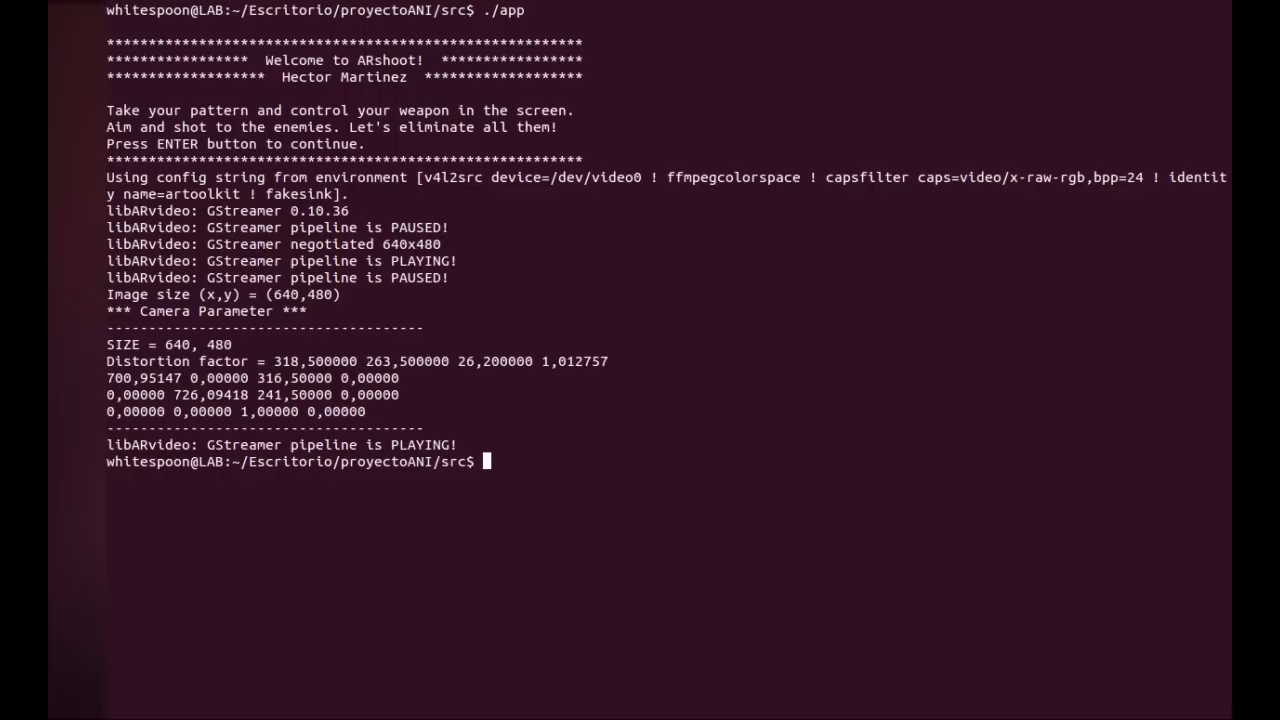 whitespoon@LAB:~/Escritorio/proyectoANI/src$ ./app
*********************************************************
*****************  Welcome to ARshoot!  *****************
*******************  Hector Martinez  *******************
Take your pattern and control your weapon in the screen.
Aim and shot to the enemies. Let's eliminate all them!
Press ENTER button to continue.
*********************************************************
Using config string from environment [v4l2src device=/dev/video0 ! ffmpegcolorspace ! capsfilter caps=video/x-raw-rgb,bpp=24 ! identit
y name=artoolkit ! fakesink].
libARvideo: GStreamer 0.10.36
libARvideo: GStreamer pipeline is PAUSED!
libARvideo: GStreamer negotiated 640x480
libARvideo: GStreamer pipeline is PLAYING!
libARvideo: GStreamer pipeline is PAUSED!
Image size (x,y) = (640,480)
*** Camera Parameter ***
--------------------------------------
SIZE = 640, 480
Distortion factor = 318,500000 263,500000 26,200000 1,012757
700,95147 0,00000 316,50000 0,00000
0,00000 726,09418 241,50000 0,00000
0,00000 0,00000 1,00000 0,00000
--------------------------------------
libARvideo: GStreamer pipeline is PLAYING!
whitespoon@LAB:~/Escritorio/proyectoANI/src$